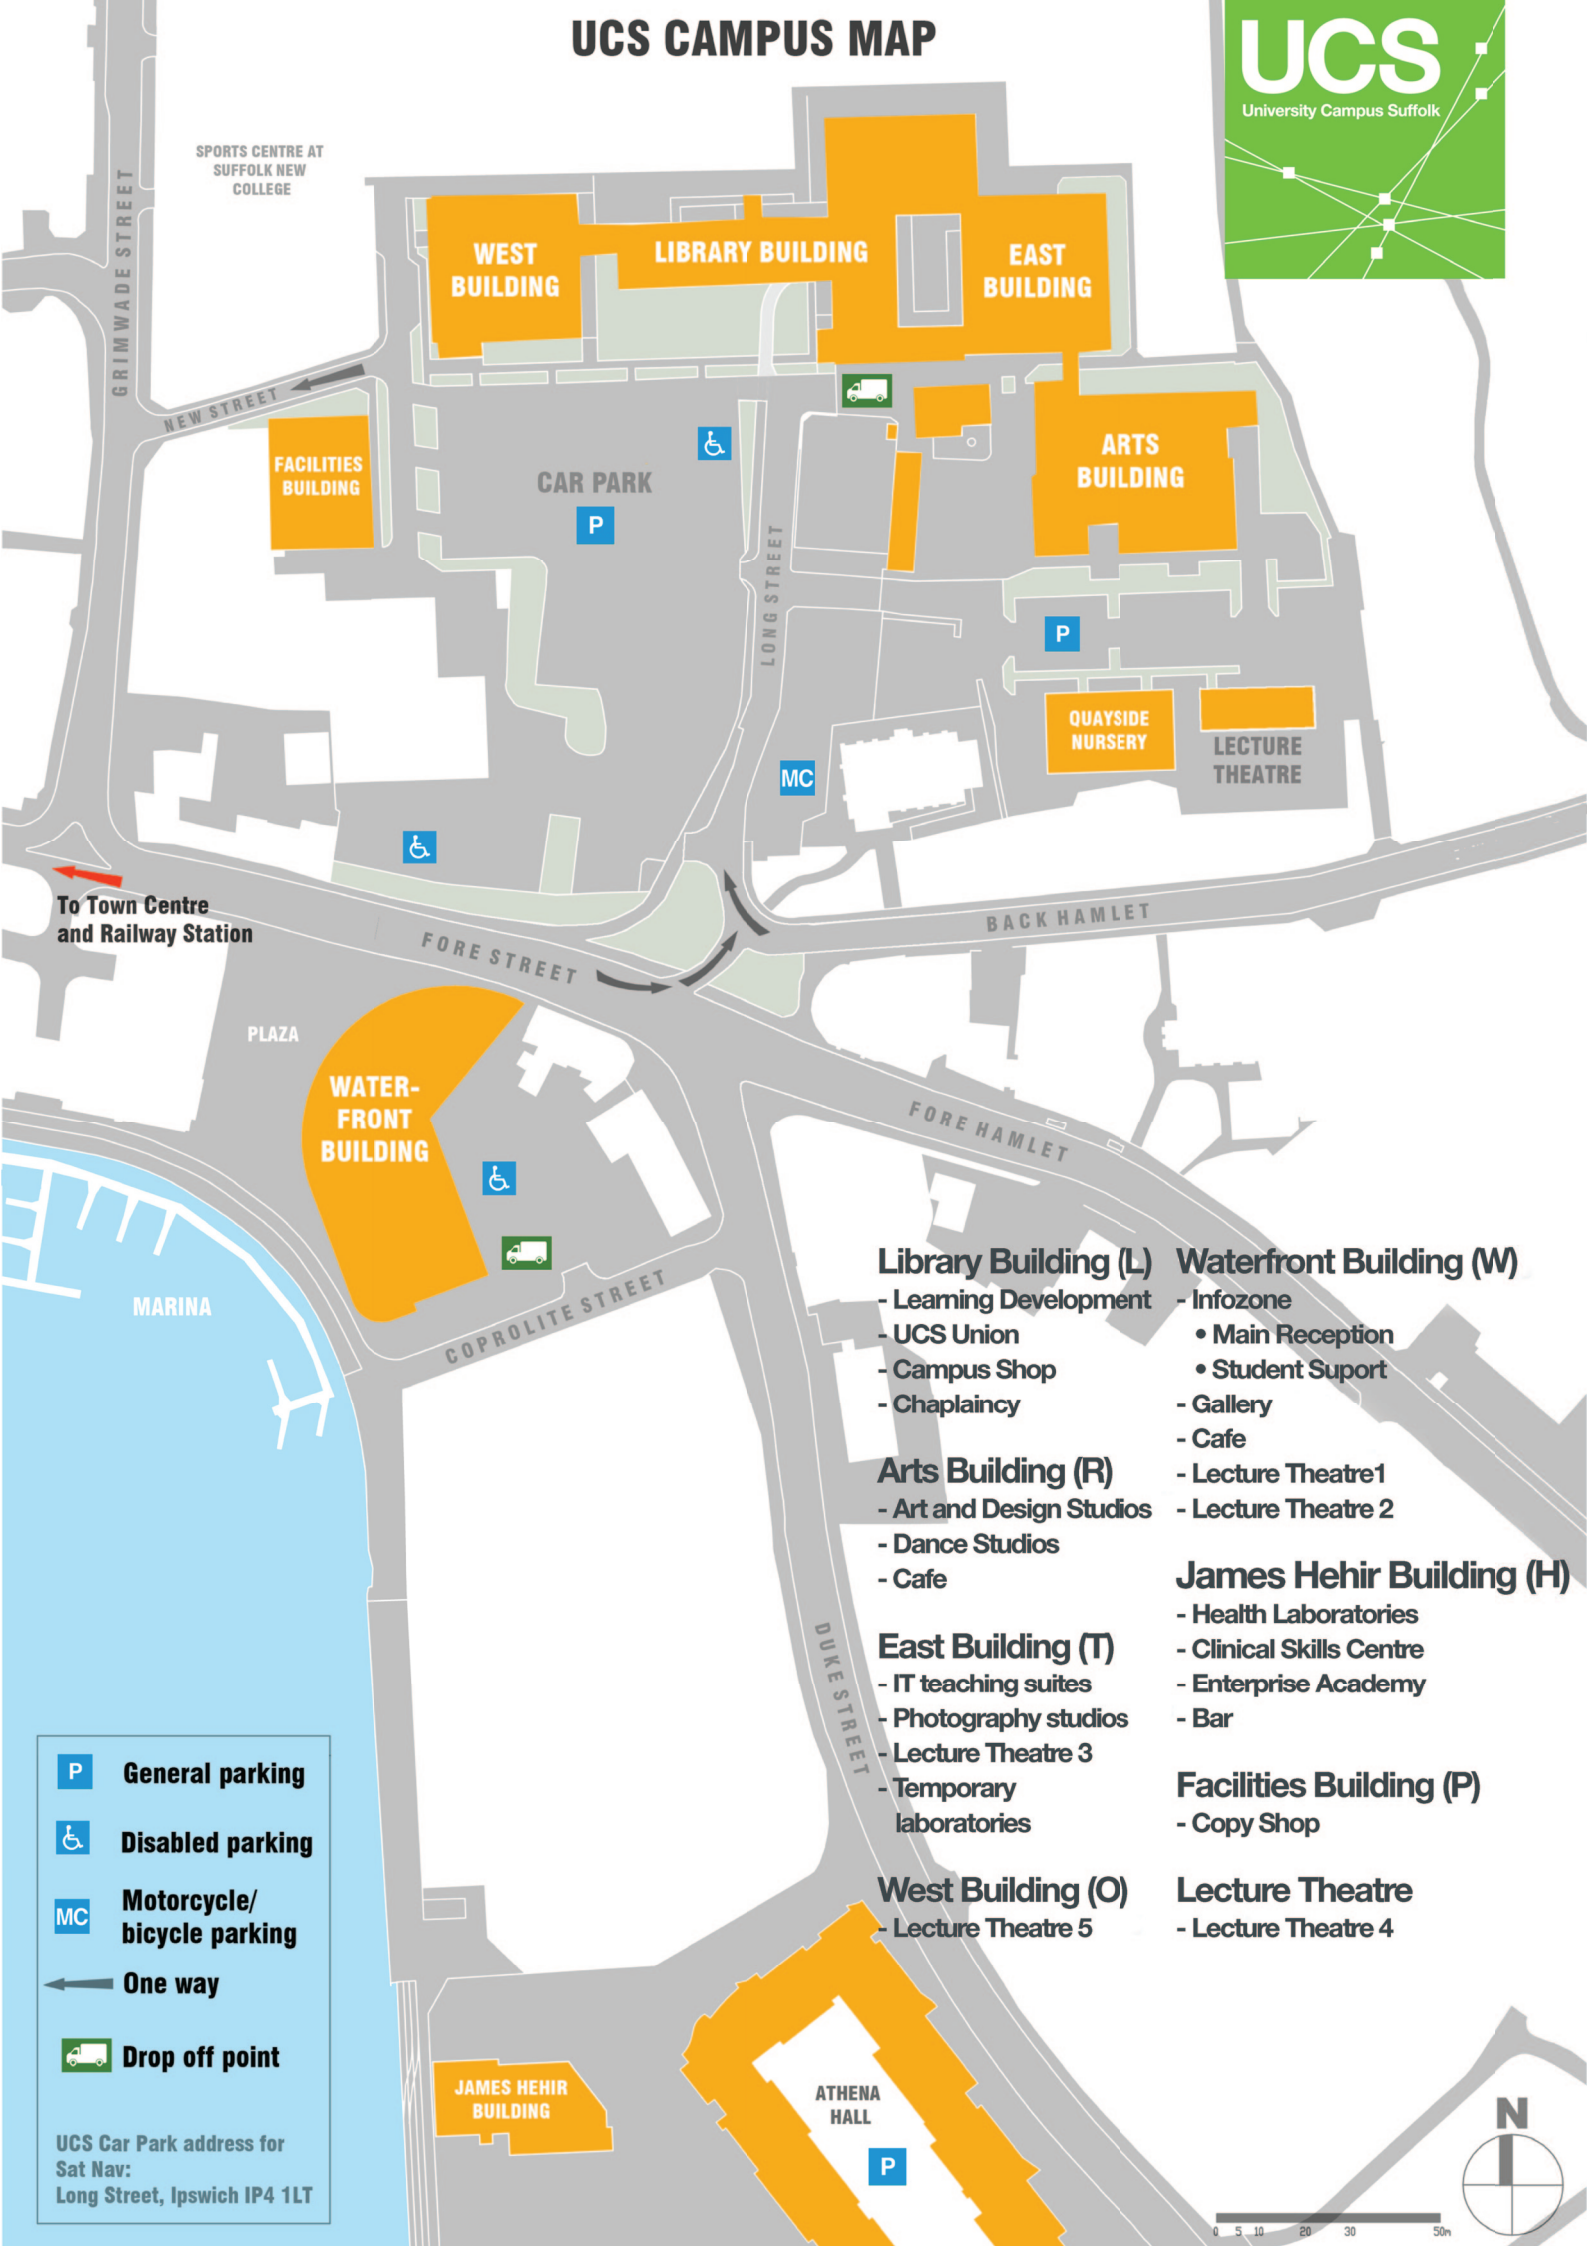 UCS CAMPUS MAP
UCS
University Campus Suffolk
SPORTS CENTRE AT
SUFFOLK NEW
COLLEGE
GRIMWADE STREET
WEST
BUILDING
LIBRARY BUILDING
EAST
BUILDING
NEW STREET
FACILITIES
BUILDING
CAR PARK
P
ARTS
BUILDING
LONG STREET
P
QUAYSIDE
NURSERY
LECTURE
THEATRE
MC
To Town Centre
and Railway Station
FORE STREET
BACK HAMLET
PLAZA
WATER-
FRONT
BUILDING
FORE HAMLET
MARINA
COPROLITE STREET
DUKE STREET
Library Building (L)
- Learning Development
- UCS Union
- Campus Shop
- Chaplaincy
Arts Building (R)
- Art and Design Studios
- Dance Studios
- Cafe
East Building (T)
- IT teaching suites
- Photography studios
- Lecture Theatre 3
- Temporary
laboratories
West Building (O)
- Lecture Theatre 5
Waterfront Building (W)
- Infozone
• Main Reception
• Student Suport
- Gallery
- Cafe
- Lecture Theatre1
- Lecture Theatre 2
James Hehir Building (H)
- Health Laboratories
- Clinical Skills Centre
- Enterprise Academy
- Bar
Facilities Building (P)
- Copy Shop
Lecture Theatre
- Lecture Theatre 4
P General parking
Disabled parking
MC Motorcycle/
bicycle parking
One way
Drop off point
UCS Car Park address for
Sat Nav:
Long Street, Ipswich IP4 1LT
JAMES HEHIR
BUILDING
ATHENA
HALL
P
N
0 5 10 20 30 50m